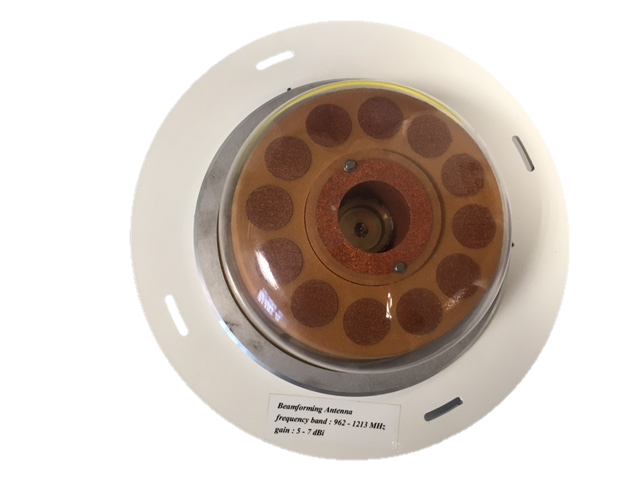 Beamforming Antenna
frequency band : 962 - 1213 MHz
gain : 5 - 7 dBi